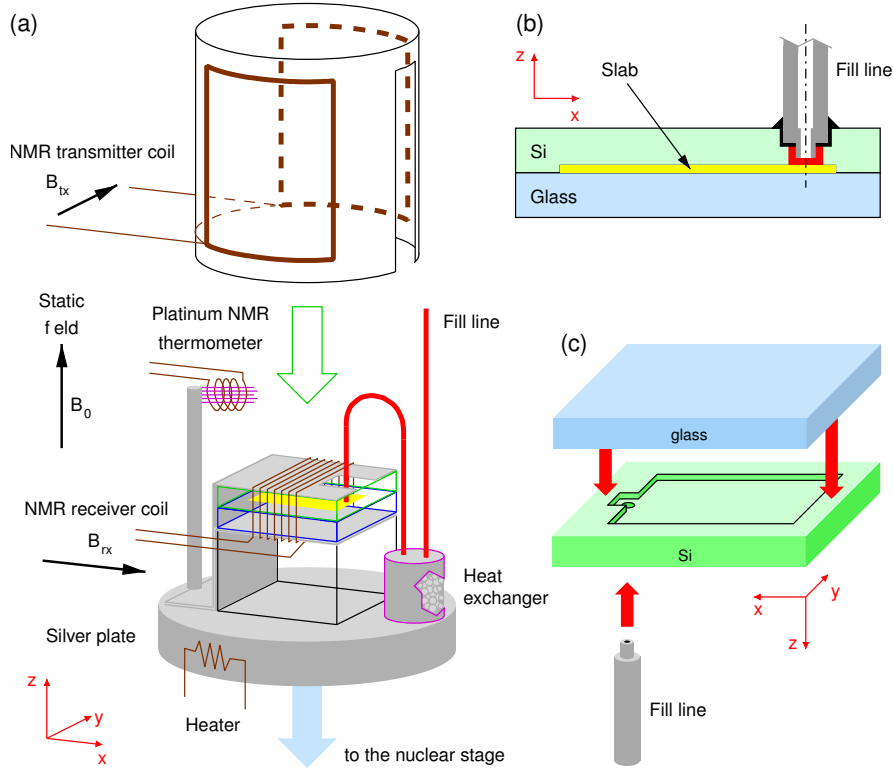 (a)
NMR transmitter coil
B tx
Static
f eld
B 0
Platinum NMR
thermometer
Fill line
NMR receiver coil
B rx
Heat
exchanger
Silver plate
Heater
to the nuclear stage
z
y
x
(b)
z
x
Slab
Fill line
Si
Glass
(c)
glass
Si
x
y
z
Fill line